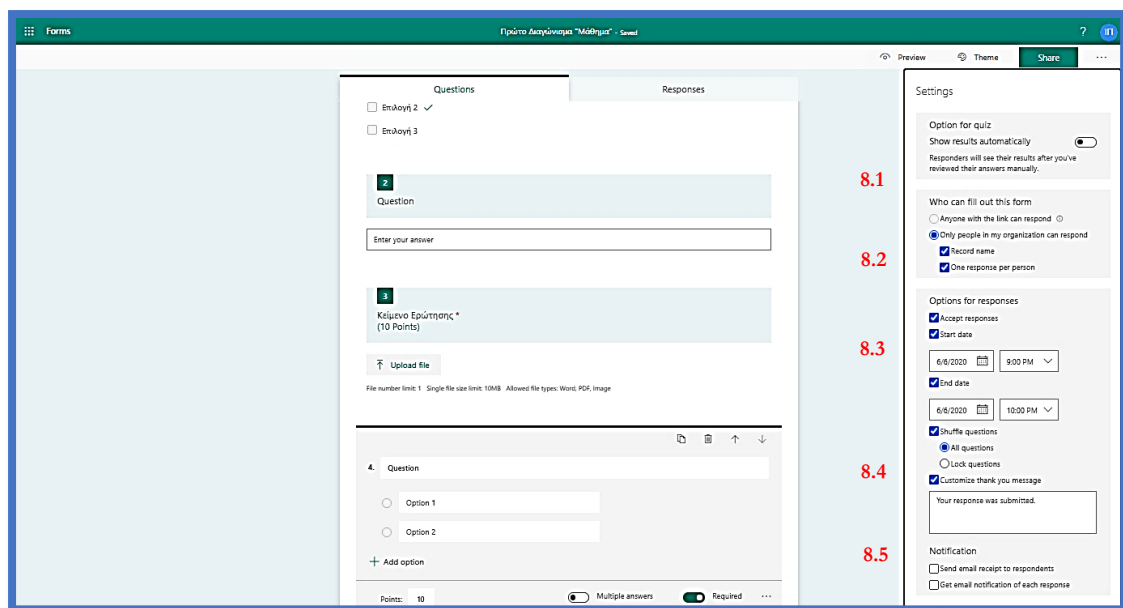 Forms
Πρώτο Διαγώνισμα "Μάθημα" - Saved
?
ΙΠ
Preview
Theme
Share
...
Questions
Responses
Επιλογή 2
Επιλογή 3
2
Question
Enter your answer
3
Κείμενο Ερώτησης *
(10 Points)
Upload file
File number limit: 1 Single file size limit: 10MB Allowed file types: Word, PDF, Image
4. Question
Option 1
Option 2
Add option
Points: 10
Multiple answers
Required
...
8.1
8.2
8.3
8.4
8.5
Settings
Option for quiz
Show results automatically
Responders will see their results after you've
reviewed their answers manually.
Who can fill out this form
Anyone with the link can respond
Only people in my organization can respond
Record name
One response per person
Options for responses
Accept responses
Start date
6/6/2020
9:00 PM
End date
6/6/2020
10:00 PM
Shuffle questions
All questions
Lock questions
Customize thank you message
Your response was submitted.
Notification
Send email receipt to respondents
Get email notification of each response